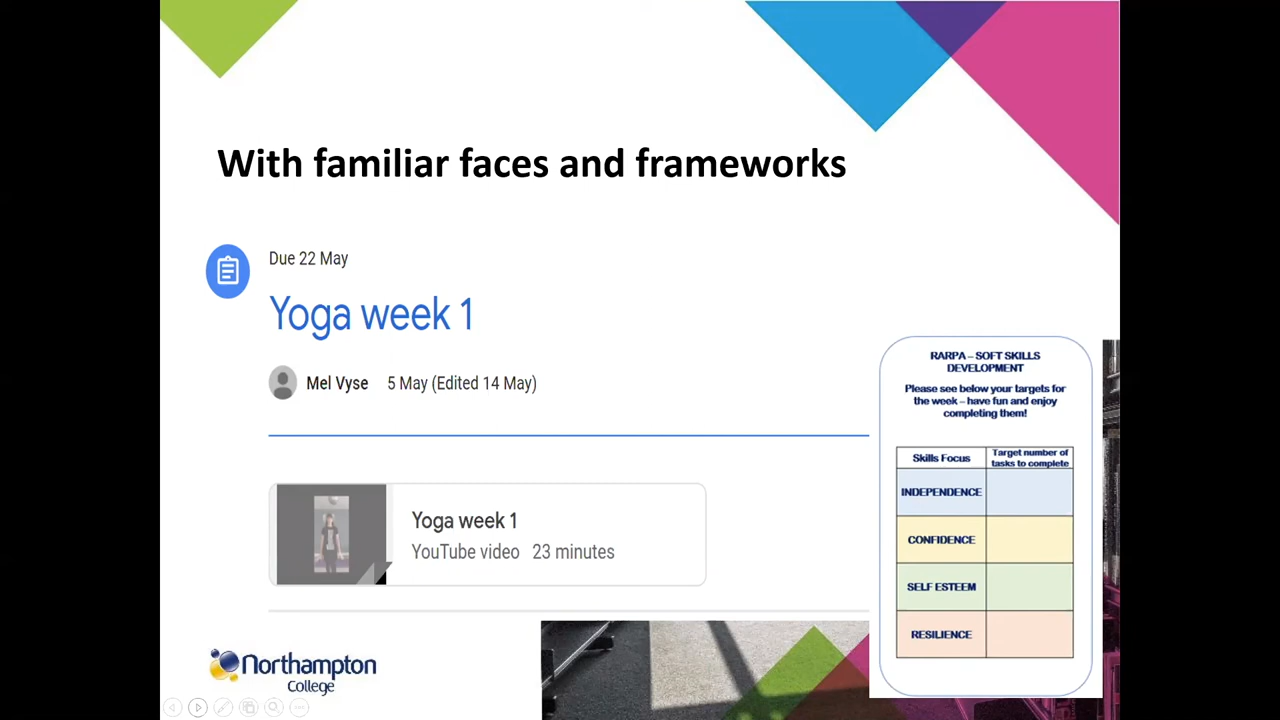 With familiar faces and frameworks
Due 22 May
Yoga week 1
Mel Vyse 5 May (Edited 14 May)
Yoga week 1
YouTube video 23 minutes
RARPA – SOFT SKILLS
DEVELOPMENT
Please see below your targets for
the week – have fun and enjoy
completing them!
Skills Focus
Target number of
tasks to complete
INDEPENDENCE
CONFIDENCE
SELF ESTEEM
RESILIENCE
Northampton
College